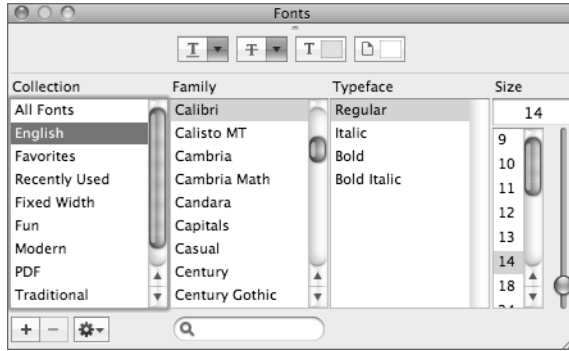 Fonts
T T T
Collection Family Typeface Size
All Fonts Calibri Regular 14
English Calisto MT Italic 9
Favorites Cambria Bold 10
Recently Used Cambria Math Bold Italic 11
Fixed Width Candara 12
Fun Capitals 13
Modern Casual 14
PDF Century 18
Traditional Century Gothic